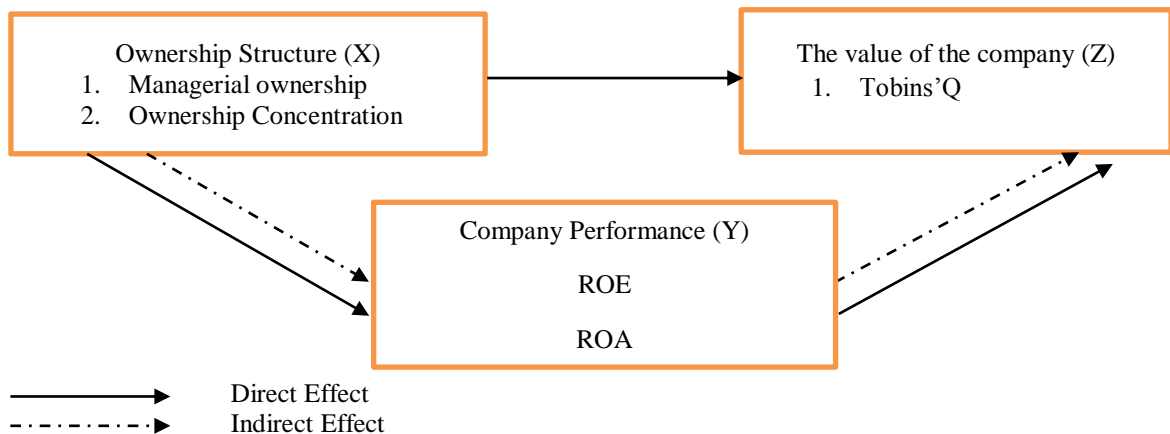 Ownership Structure (X)
1. Managerial ownership
2. Ownership Concentration
The value of the company (Z)
1. Tobins’Q
Company Performance (Y)
ROE
ROA
Direct Effect
Indirect Effect